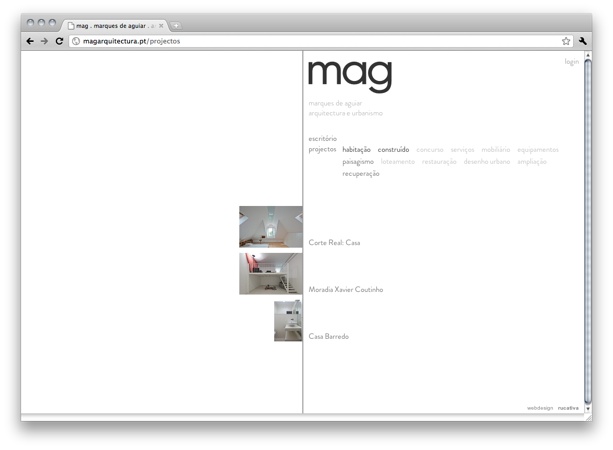 mag . marques de aguiar . a
magarquitectura.pt/projectos
mag
login
marques de aguiar
arquitectura e urbanismo
escritório
projectos habitação construído concurso serviços mobiliário equipamentos
paisagismo loteamento restauração desenho urbano ampliação
recuperação
Corte Real: Casa
Moradia Xavier Coutinho
Casa Barredo
webdesign rucativa